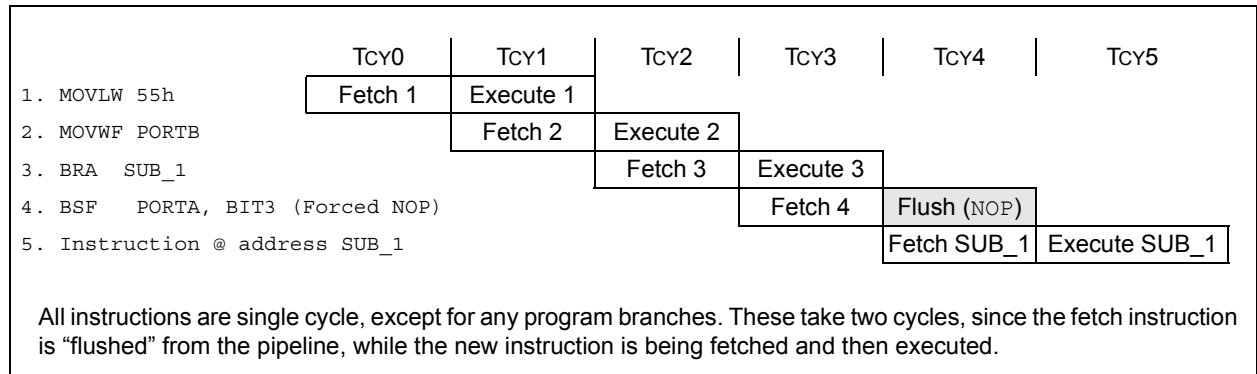 TCY0 TCY1 TCY2 TCY3 TCY4 TCY5
1. MOVLW 55h Fetch 1 Execute 1
2. MOVWF PORTB Fetch 2 Execute 2
3. BRA SUB_1 Fetch 3 Execute 3
4. BSF PORTA, BIT3 (Forced NOP) Fetch 4 Flush (NOP)
5. Instruction @ address SUB_1 Fetch SUB_1 Execute SUB_1
All instructions are single cycle, except for any program branches. These take two cycles, since the fetch instruction
is “flushed” from the pipeline, while the new instruction is being fetched and then executed.